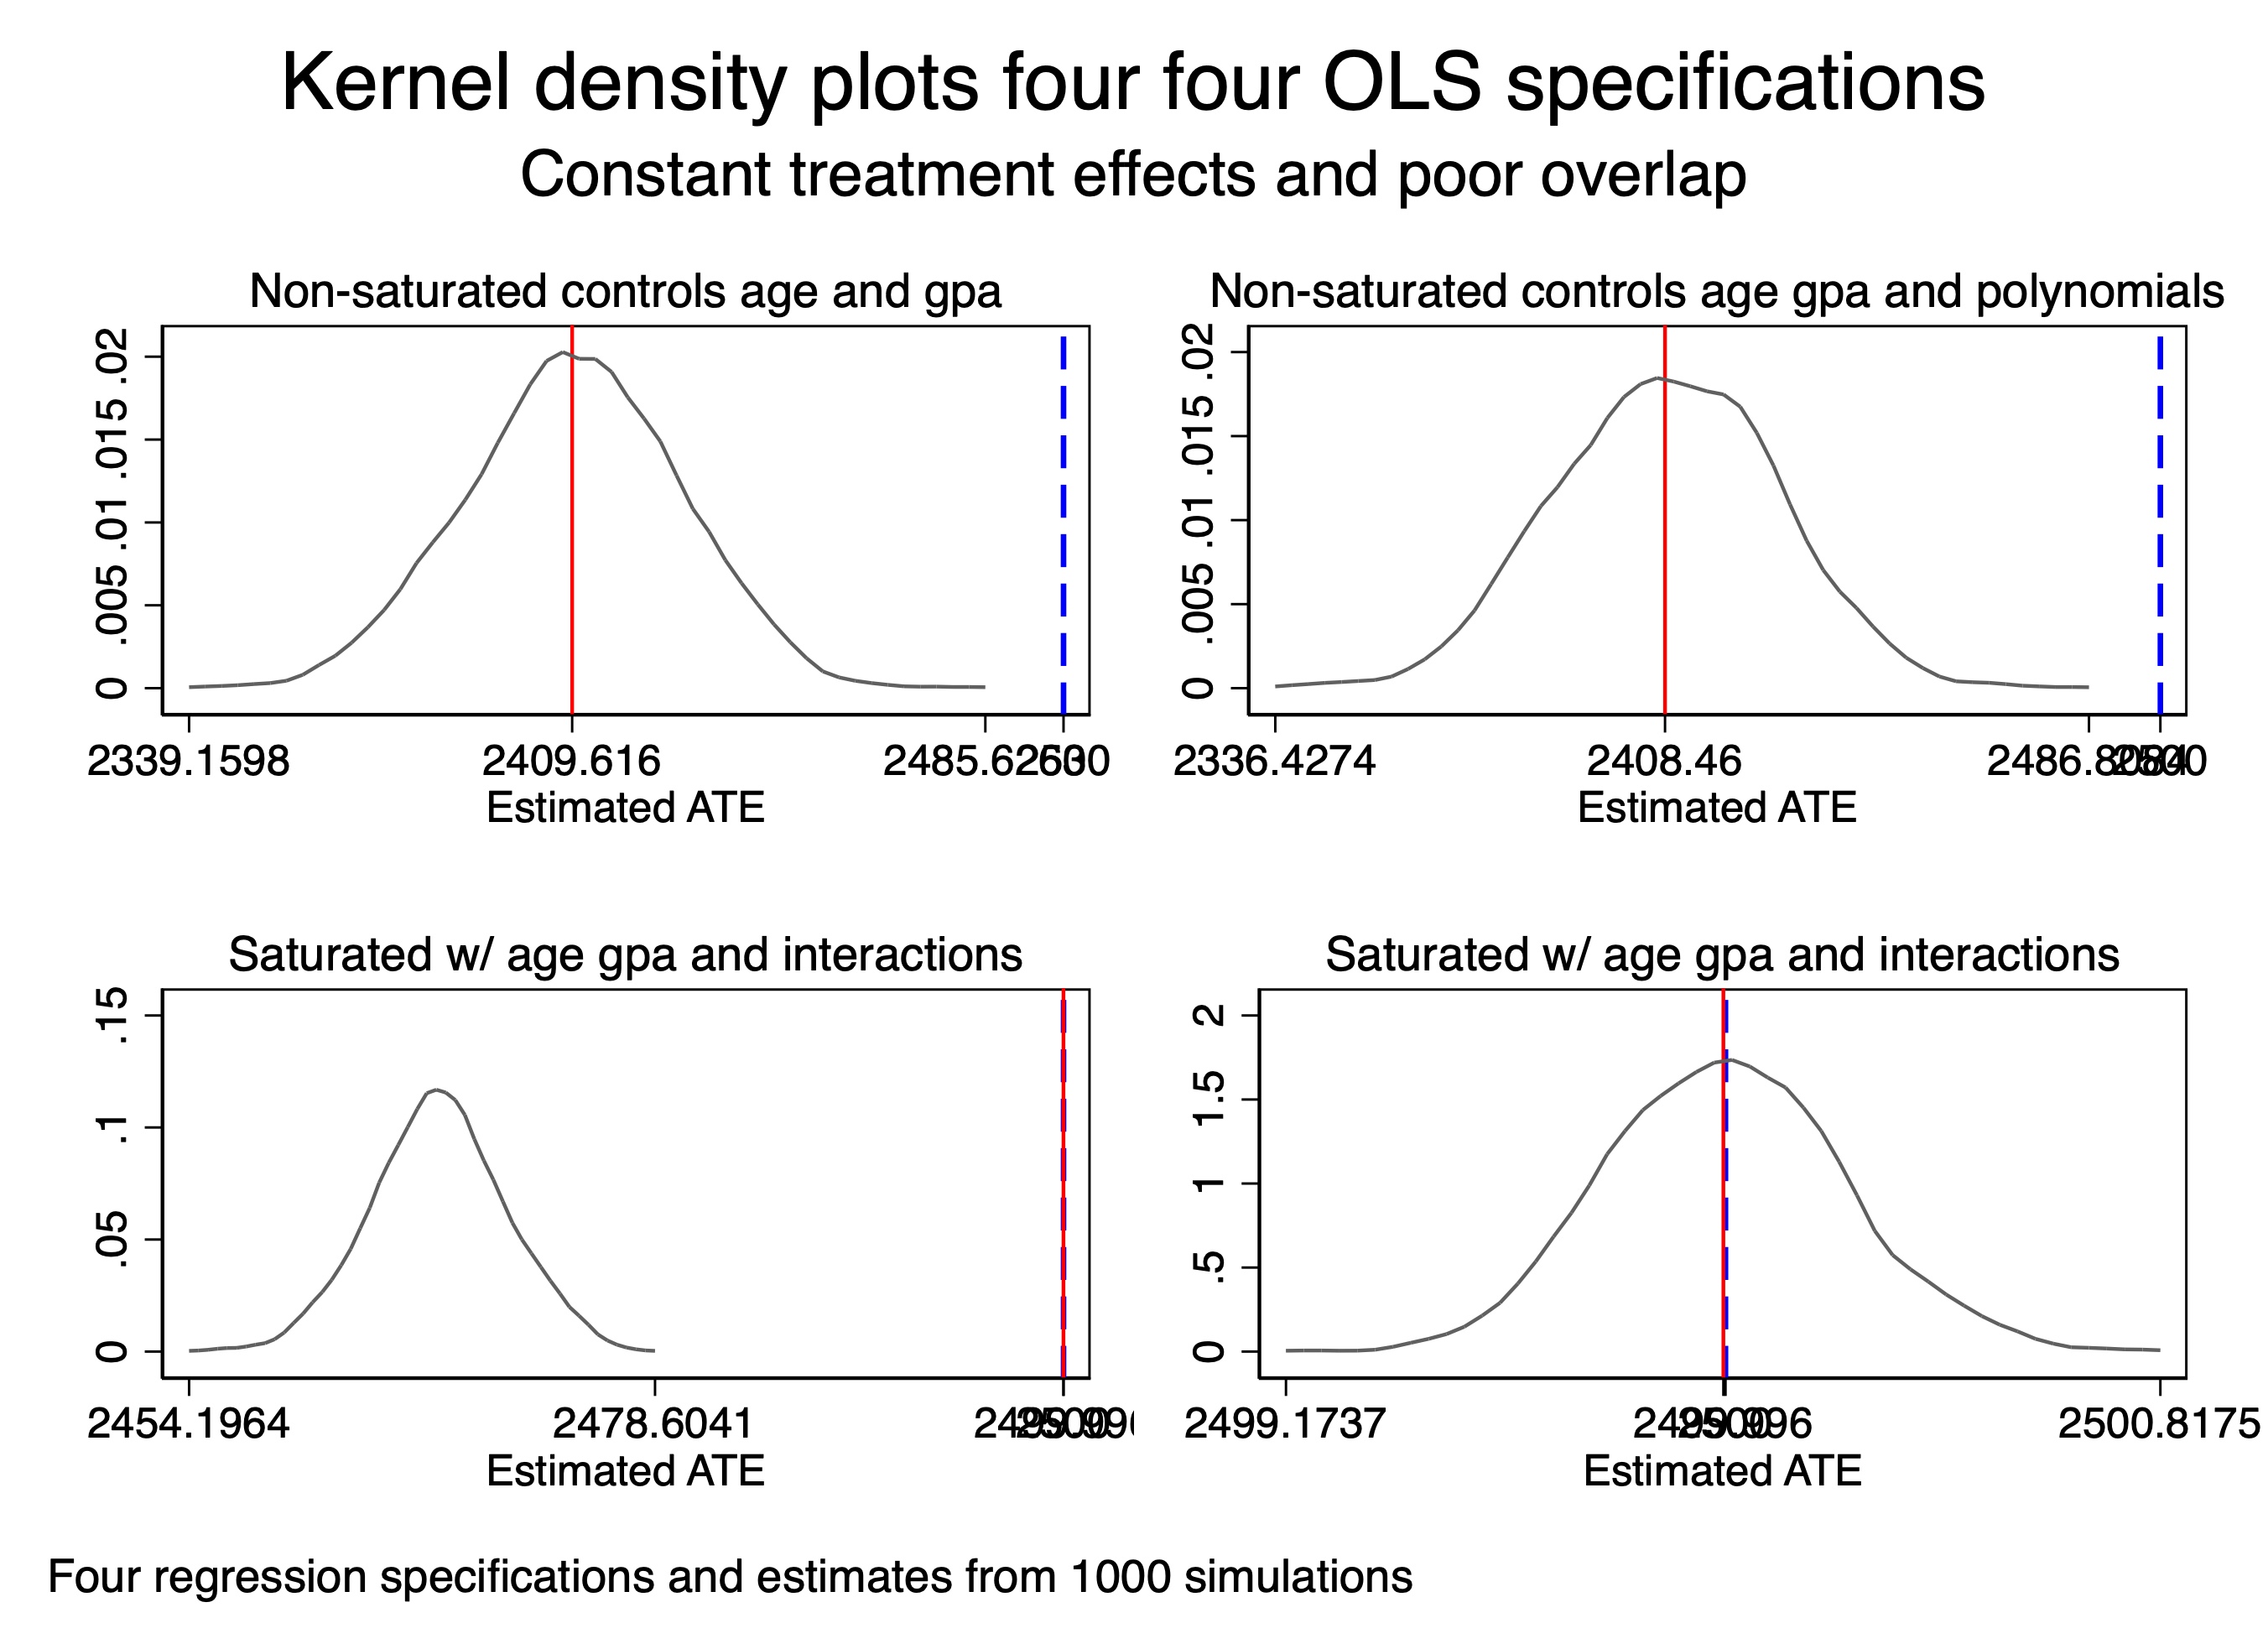 Kernel density plots four four OLS specifications
Constant treatment effects and poor overlap
Non-saturated controls age and gpa
0 .005 .01 .015 .02
2339.1598 2409.616 2500
Estimated ATE
Non-saturated controls age gpa and polynomials
0 .005 .01 .015 .02
2336.4274 2408.46 2500
Estimated ATE
Saturated w/ age gpa and interactions
0 .05 .1 .15
2454.1964 2478.6041 2500
Estimated ATE
Saturated w/ age gpa and interactions
0 .5 1 1.5 2
2499.1737 2500 2500.8175
Estimated ATE
Four regression specifications and estimates from 1000 simulations